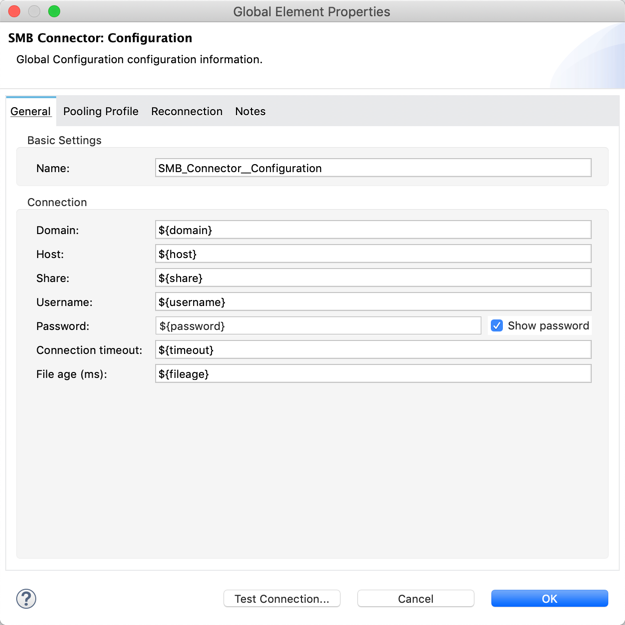 Global Element Properties
SMB Connector: Configuration
Global Configuration configuration information.
General Pooling Profile Reconnection Notes
Basic Settings
Name: SMB_Connector__Configuration
Connection
Domain: ${domain}
Host: ${host}
Share: ${share}
Username: ${username}
Password: ${password} Show password
Connection timeout: ${timeout}
File age (ms): ${fileage}
? Test Connection... Cancel OK